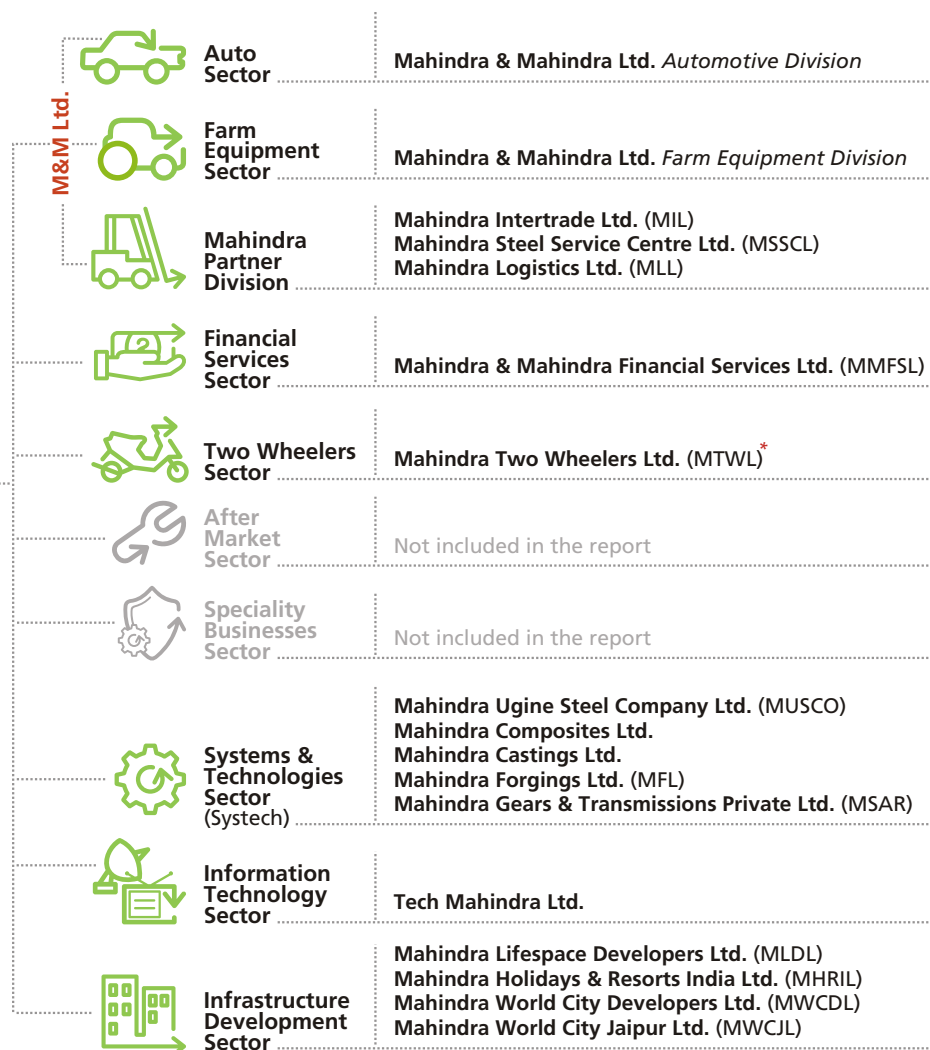 M&M Ltd.
Auto
Sector
Mahindra & Mahindra Ltd. Automotive Division
Farm
Equipment
Sector
Mahindra & Mahindra Ltd. Farm Equipment Division
Mahindra
Partner
Division
Mahindra Intertrade Ltd. (MIL)
Mahindra Steel Service Centre Ltd. (MSSCL)
Mahindra Logistics Ltd. (MLL)
Financial
Services
Sector
Mahindra & Mahindra Financial Services Ltd. (MMFSL)
Two Wheelers
Sector
Mahindra Two Wheelers Ltd. (MTWL)*
After
Market
Sector
Not included in the report
Speciality
Businesses
Sector
Not included in the report
Systems &
Technologies
Sector
(Systech)
Mahindra Ugine Steel Company Ltd. (MUSCO)
Mahindra Composites Ltd.
Mahindra Castings Ltd.
Mahindra Forgings Ltd. (MFL)
Mahindra Gears & Transmissions Private Ltd. (MSAR)
Information
Technology
Sector
Tech Mahindra Ltd.
Infrastructure
Development
Sector
Mahindra Lifespace Developers Ltd. (MLDL)
Mahindra Holidays & Resorts India Ltd. (MHRIL)
Mahindra World City Developers Ltd. (MWCDL)
Mahindra World City Jaipur Ltd. (MWCJL)